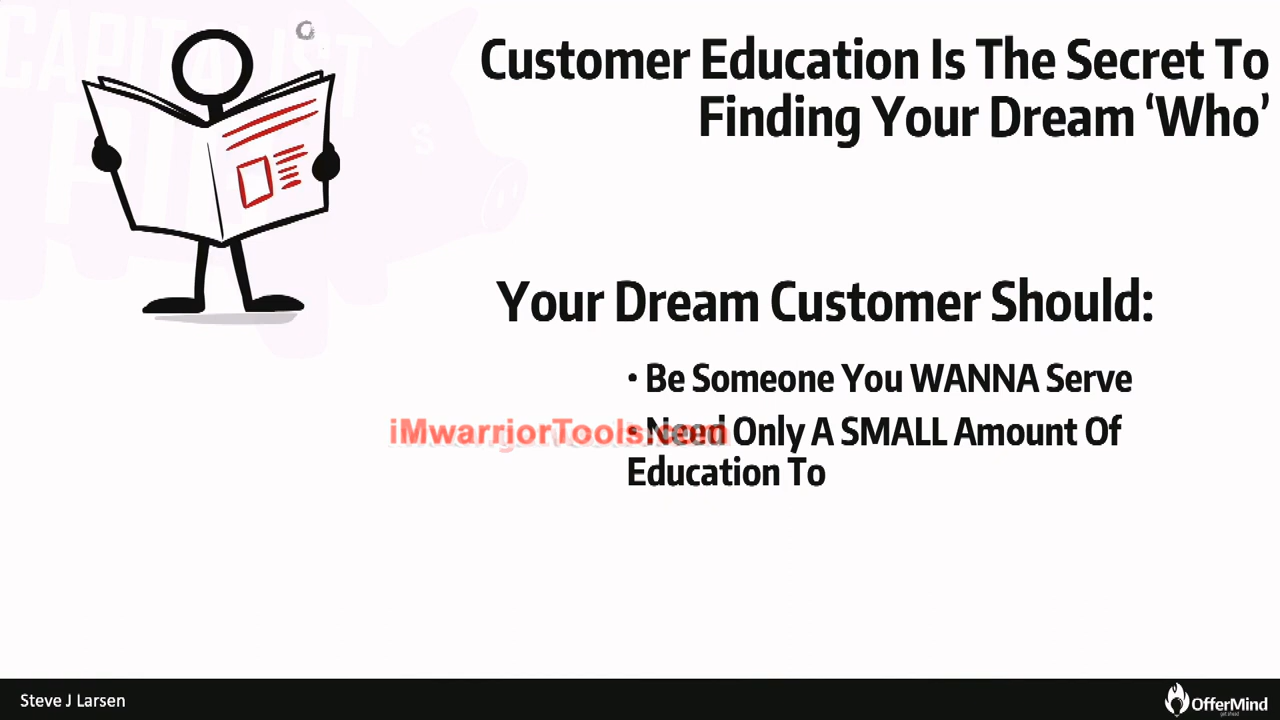 Customer Education Is The Secret To
Finding Your Dream ‘Who’
Your Dream Customer Should:
• Be Someone You WANNA Serve
• Need Only A SMALL Amount Of
Education To
iMwarriorTools.com
Steve J Larsen
OfferMind